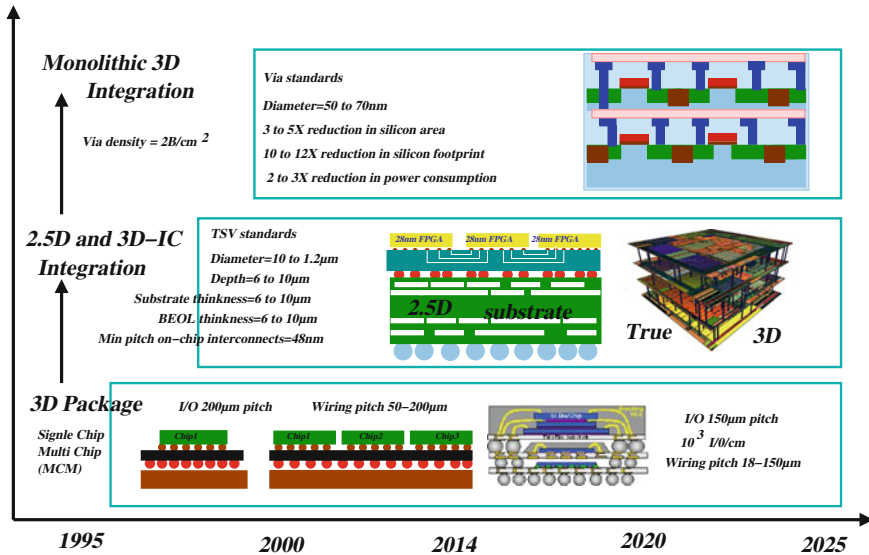 Monolithic 3D
Integration
Via density = 2B/cm 2
Via standards
Diameter=50 to 70nm
3 to 5X reduction in silicon area
10 to 12X reduction in silicon footprint
2 to 3X reduction in power consumption
2.5D and 3D-IC
Integration
TSV standards
Diameter=10 to 1.2μm
Depth=6 to 10μm
Substrate thinkness=6 to 10μm
BEOL thinkness=6 to 10μm
Min pitch on-chip interconnects=48nm
28nm FPGA 28nm FPGA 28nm FPGA
2.5D substrate
True 3D
3D Package
Signle Chip
Multi Chip
(MCM)
I/O 200μm pitch Wiring pitch 50-200μm
Chip1 Chip1 Chip2 Chip3
I/O 150μm pitch
10 3 I/0/cm
Wiring pitch 18-150μm
1995 2000 2014 2020 2025